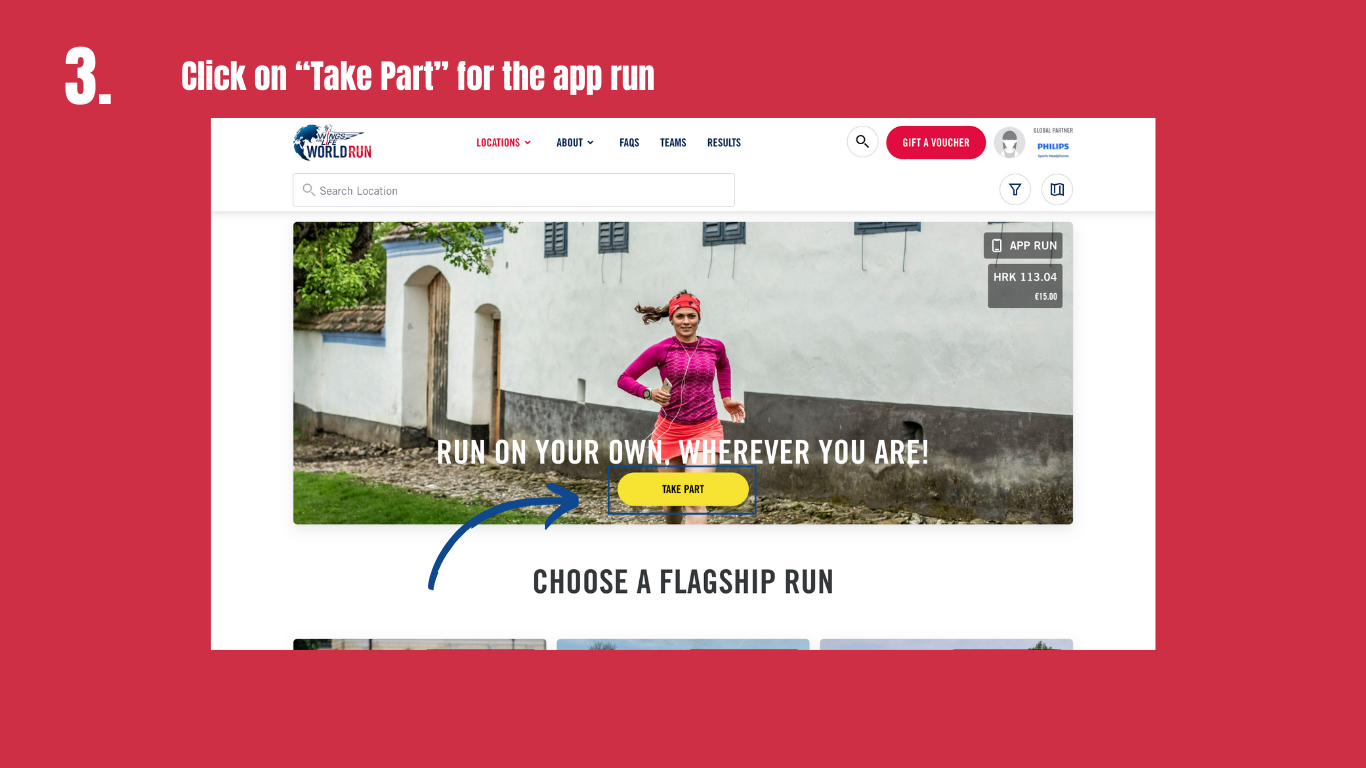 3.
Click on “Take Part” for the app run
WINGS
FOR
LIFE
WORLD RUN
LOCATIONS
ABOUT
FAQS
TEAMS
RESULTS
GIFT A VOUCHER
GLOBAL PARTNER
PHILIPS
Sports Headphones
Search Location
APP RUN
HRK 113.04
€15.00
RUN ON YOUR OWN, WHEREVER YOU ARE!
TAKE PART
CHOOSE A FLAGSHIP RUN